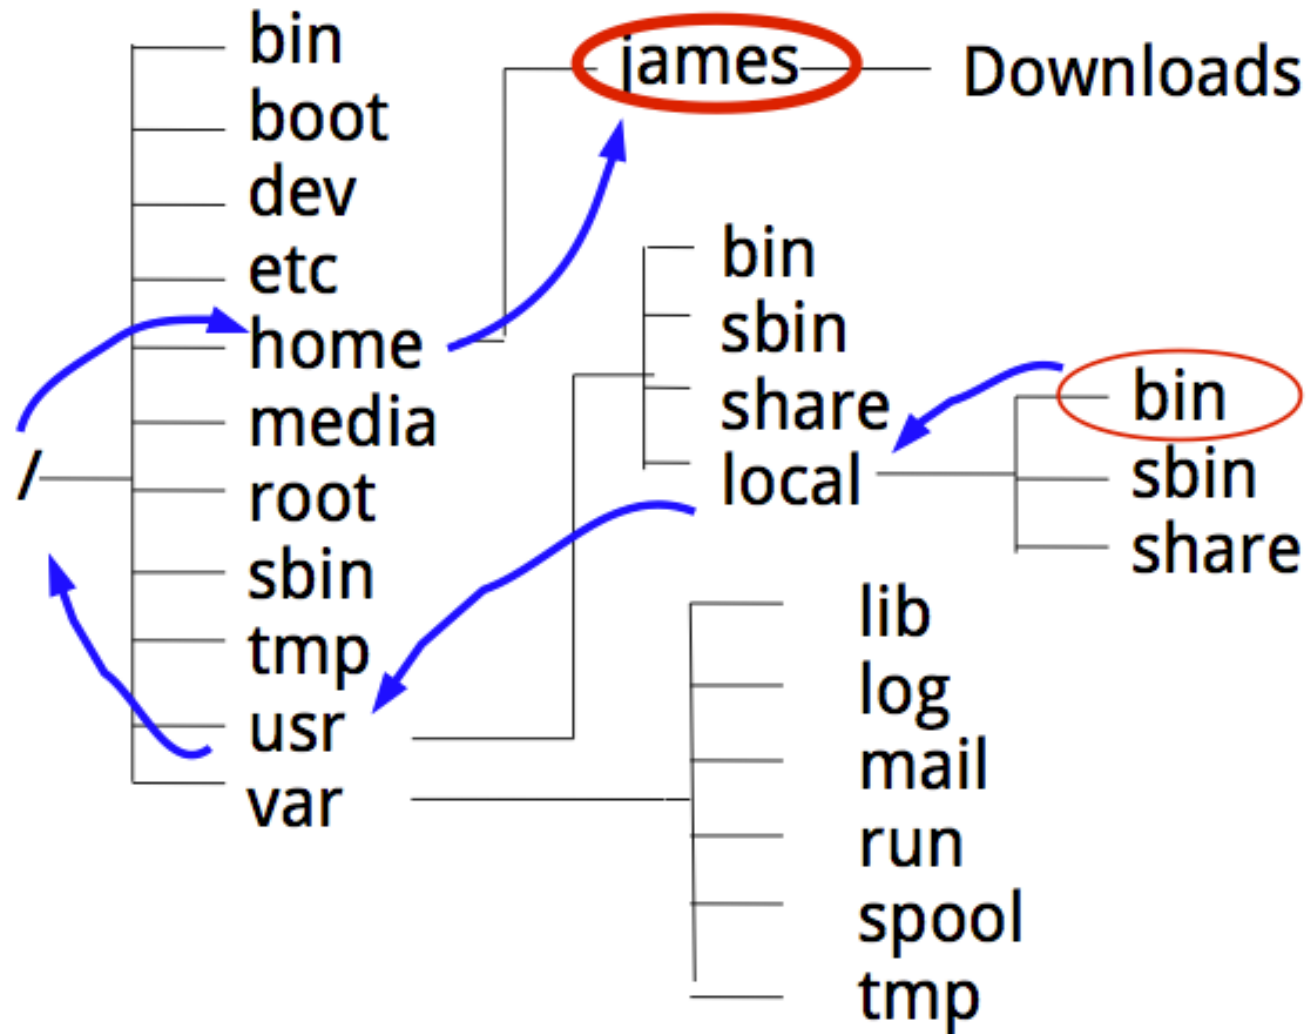 /
bin
boot
dev
etc
home
media
root
sbin
tmp
usr
var
james
Downloads
bin
sbin
share
local
bin
sbin
share
lib
log
mail
run
spool
tmp